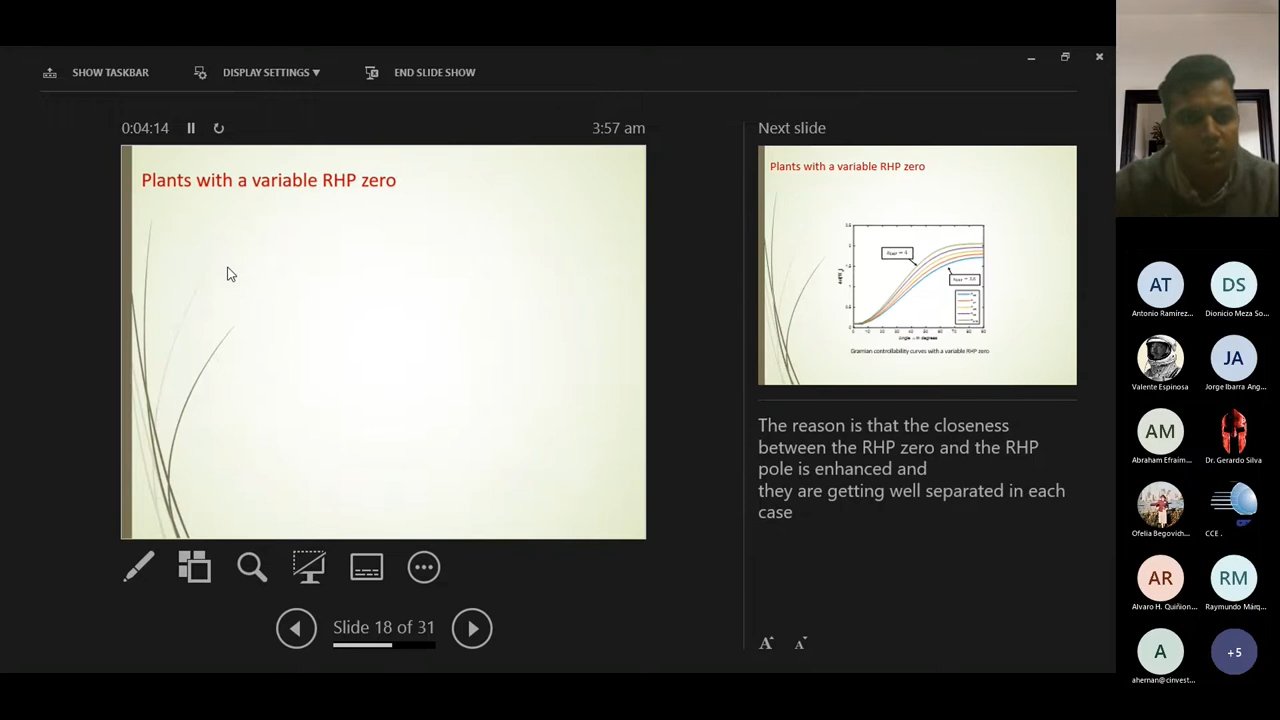 SHOW TASKBAR
DISPLAY SETTINGS ▼
END SLIDE SHOW
0:04:14
3:57 am
Plants with a variable RHP zero
Slide 18 of 31
Next slide
Plants with a variable RHP zero
Angle in degrees
Gramian controllability curves with a variable RHP zero
The reason is that the closeness
between the RHP zero and the RHP
pole is enhanced and
they are getting well separated in each
case
A A
AT
Antonio Ramírez...
DS
Dionicio Meza So...
Valente Espinosa
JA
Jorge Ibarra Ang...
AM
Abraham Efraim...
Dr. Gerardo Silva
Ofelia Begovich...
CCE .
AR
Alvaro H. Quiñon...
RM
Raymundo Márq...
A
ahernan@cinvest...
+5